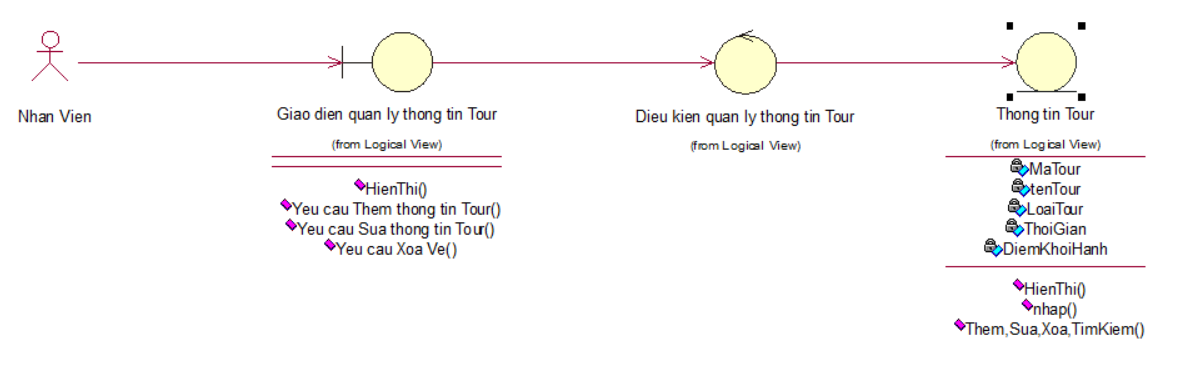 Nhan Vien
Giao dien quan ly thong tin Tour
(from Logical View)
HienThi()
Yeu cau Them thong tin Tour()
Yeu cau Sua thong tin Tour()
Yeu cau Xoa Ve()
Dieu kien quan ly thong tin Tour
(from Logical View)
Thong tin Tour
(from Logical View)
MaTour
tenTour
LoaiTour
ThoiGian
DiemKhoiHanh
HienThi()
nhap()
Them,Sua,Xoa,TimKiem()